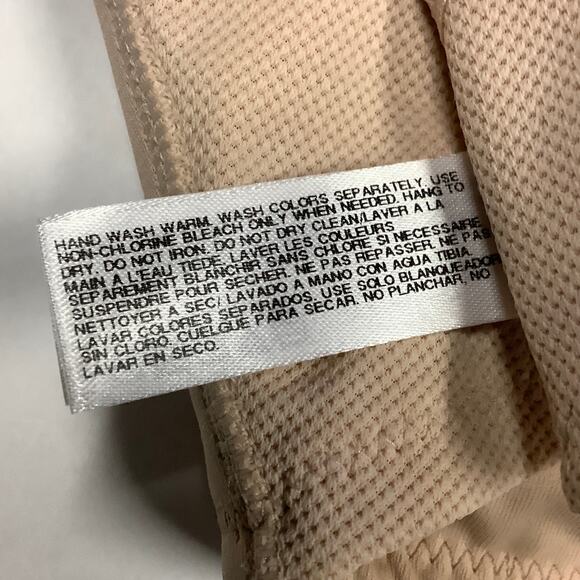 HAND WASH WARM. WASH COLORS SEPARATELY. USE
NON-CHLORINE BLEACH ONLY WHEN NEEDED. HANG TO
DRY. DO NOT IRON. DO NOT DRY CLEAN/LAVER A LA
MAIN A L'EAU TIEDE. LAVER LES COULEURS
SEPAREMENT BLANCHIR SANS CHLORE SI NECESSAIRE
SUSPENDRE POUR SECHER. NE PAS REPASSER. NE PAS
NETTOYER A SEC/ LAVADO A MANO CON AGUA TIBIA.
LAVAR COLORES SEPARADOS. USE SOLO BLANQUEADOR
SIN CLORO. CUELGUE PARA SECAR. NO PLANCHAR, NO
LAVAR EN SECO.